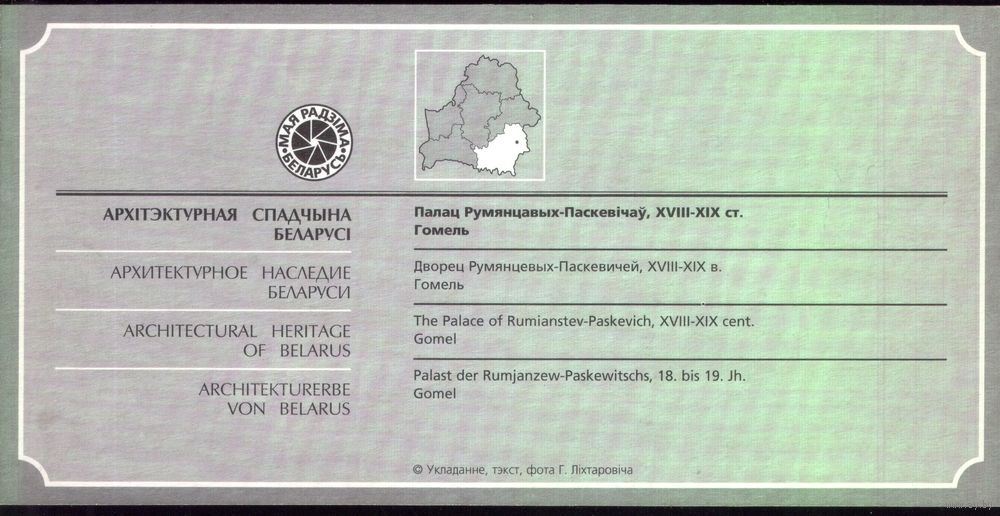 МАЯ РАДЗІМА
БЕЛАРУСЬ
АРХІТЭКТУРНАЯ СПАДЧЫНА
БЕЛАРУСІ
Палац Румянцавых-Паскевічаў, XVIII-XIX ст.
Гомель
АРХИТЕКТУРНОЕ НАСЛЕДИЕ
БЕЛАРУСИ
Дворец Румянцевых-Паскевичей, XVIII-XIX в.
Гомель
ARCHITECTURAL HERITAGE
OF BELARUS
The Palace of Rumianstev-Paskevich, XVIII-XIX cent.
Gomel
ARCHITEKTURERBE
VON BELARUS
Palast der Rumjanzew-Paskewitschs, 18. bis 19. Jh.
Gomel
© Укладанне, тэкст, фота Г. Ліхтаровіча